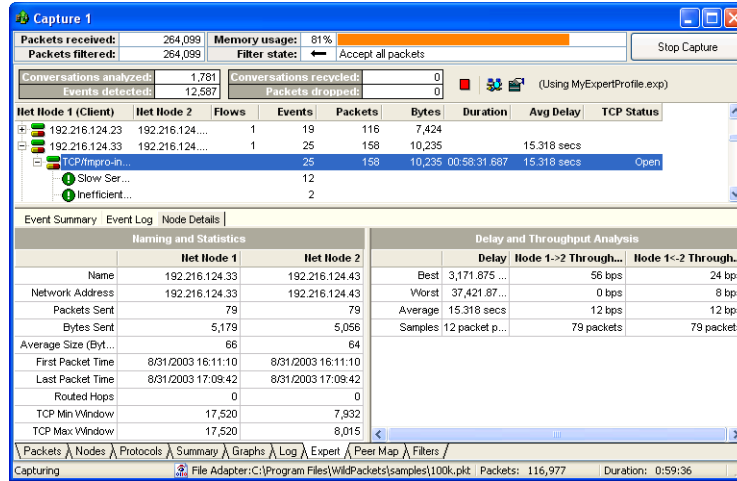 Capture 1
Packets received: 264,099 Memory usage: 81%
Packets filtered: 264,099 Filter state: Accept all packets
Stop Capture
Conversations analyzed: 1,781 Conversations recycled: 0
Events detected: 12,587 Packets dropped: 0
(Using MyExpertProfile.exp)
Net Node 1 (Client) Net Node 2 Flows Events Packets Bytes Duration Avg Delay TCP Status
192.216.124.23 192.216.124.... 1 19 116 7,424
192.216.124.33 192.216.124.... 1 25 158 10,235 15.318 secs
TCP/fmpro-in... 25 158 10,235 00:58:31.687 15.318 secs Open
Slow Ser... 12
Inefficient... 2
Event Summary Event Log Node Details
Naming and Statistics
Net Node 1 Net Node 2
Name 192.216.124.33 192.216.124.43
Network Address 192.216.124.33 192.216.124.43
Packets Sent 79 79
Bytes Sent 5,179 5,056
Average Size (Byt... 66 64
First Packet Time 8/31/2003 16:11:10 8/31/2003 16:11:10
Last Packet Time 8/31/2003 17:09:42 8/31/2003 17:09:42
Routed Hops 0 0
TCP Min Window 17,520 7,932
TCP Max Window 17,520 8,015
Delay and Throughput Analysis
Delay Node 1->2 Through... Node 1<-2 Through..
Best 3,171.875 ... 56 bps 24 bp
Worst 37,421.87... 0 bps 8 bp
Average 15.318 secs 12 bps 12 bp
Samples 12 packet p... 79 packets 79 packet
Packets Nodes Protocols Summary Graphs Log Expert Peer Map Filters
Capturing File Adapter:C:\Program Files\WildPackets\samples\100k.pkt Packets: 116,977 Duration: 0:59:36